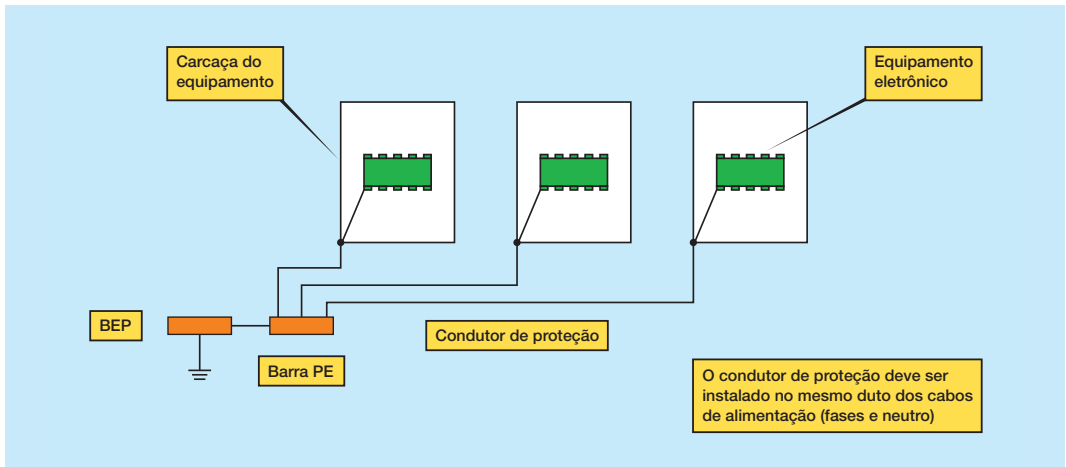 Carcaça do
equipamento
Equipamento
eletrônico
BEP
Barra PE
Condutor de proteção
O condutor de proteção deve ser
instalado no mesmo duto dos cabos
de alimentação (fases e neutro)